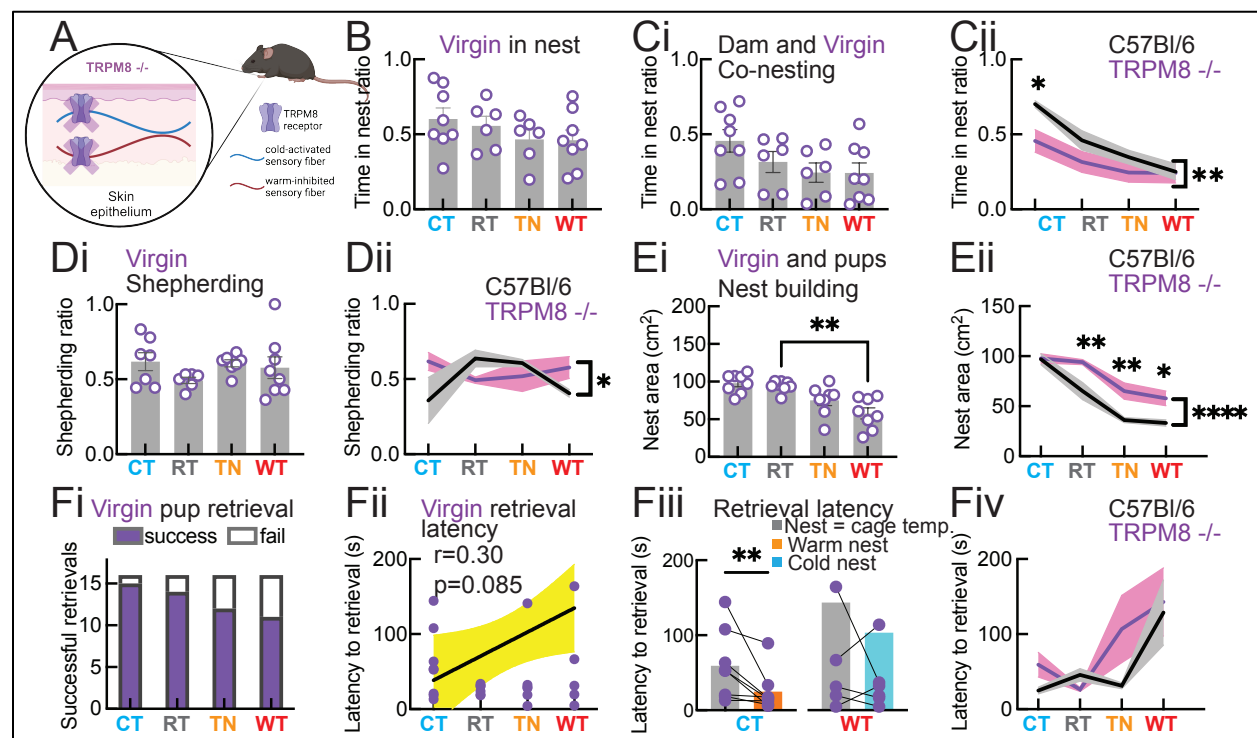 A
TRPM8 -/-
Skin
epithelium
TRPM8
receptor
cold-activated
sensory fiber
warm-inhibited
sensory fiber
B
Virgin in nest
Time in nest ratio
1.0
0.5
0.0
CT RT TN WT
Ci
Dam and Virgin
Co-nesting
Time in nest ratio
1.0
0.5
0.0
CT RT TN WT
Cii
C57Bl/6
TRPM8 -/-
Time in nest ratio
1.0
0.5
0.0
*
**
CT RT TN WT
Di
Virgin
Shepherding
Shepherding ratio
1.0
0.5
0.0
CT RT TN WT
Dii
C57Bl/6
TRPM8 -/-
Shepherding ratio
1.0
0.5
0.0
*
CT RT TN WT
Ei
Virgin and pups
Nest building
Nest area (cm²)
200
150
100
50
0
**
CT RT TN WT
Eii
C57Bl/6
TRPM8 -/-
Nest area (cm²)
150
100
50
0
**
**
*
****
CT RT TN WT
Fi
Virgin pup retrieval
success fail
Successful retrievals
15
10
5
0
CT RT TN WT
Fii
Virgin retrieval
latency
r=0.30
p=0.085
Latency to retrieval (s)
200
100
0
CT RT TN WT
Fiii
Retrieval latency
Nest = cage temp.
Warm nest
Cold nest
Latency to retrieval (s)
200
100
0
**
CT WT
Fiv
C57Bl/6
TRPM8 -/-
Latency to retrieval (s)
200
100
0
CT RT TN WT